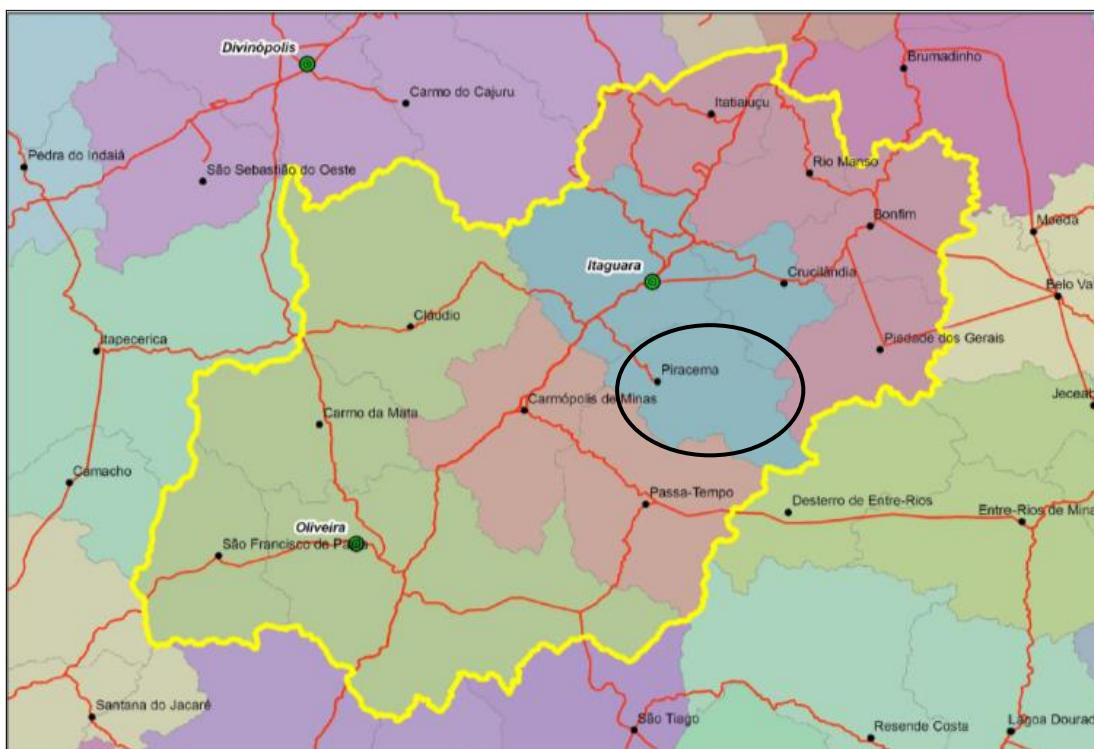 Divinópolis
Brumadinho
Carmo do Cajuru
Itatiaiuçu
Pedra do Indaiá
São Sebastião do Oeste
Rio Manso
Bonfim
Moeda
Itaguara
Crucilândia
Belo Val
Cláudio
Itapecerica
Piedade dos Gerais
Piracema
Carmópolis de Minas
Jeceab
Carmo da Mata
Camacho
Passa-Tempo
Desterro de Entre-Rios
Entre-Rios de Mina
Oliveira
São Francisco de Paula
Santana do Jacaré
São Tiago
Resende Costa
Lagoa Dourad